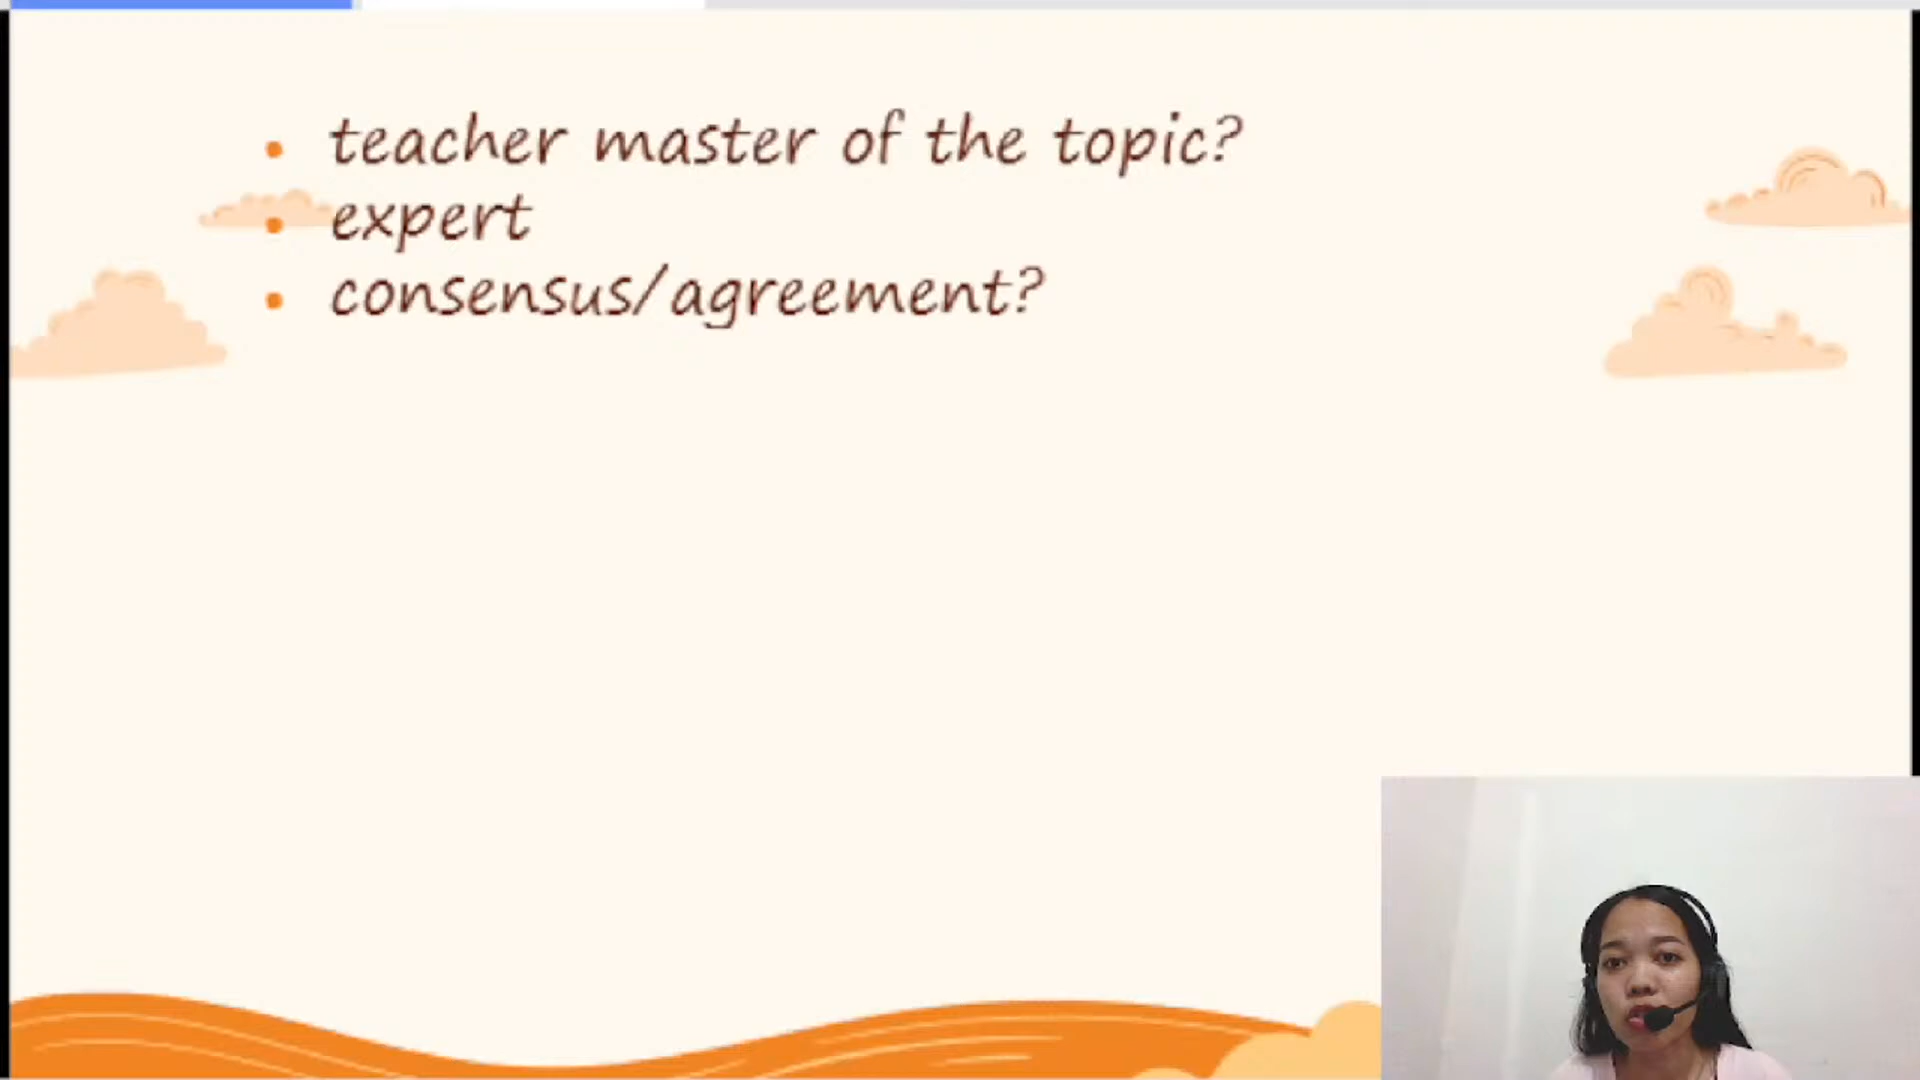 • teacher master of the topic?
• expert
• consensus/agreement?